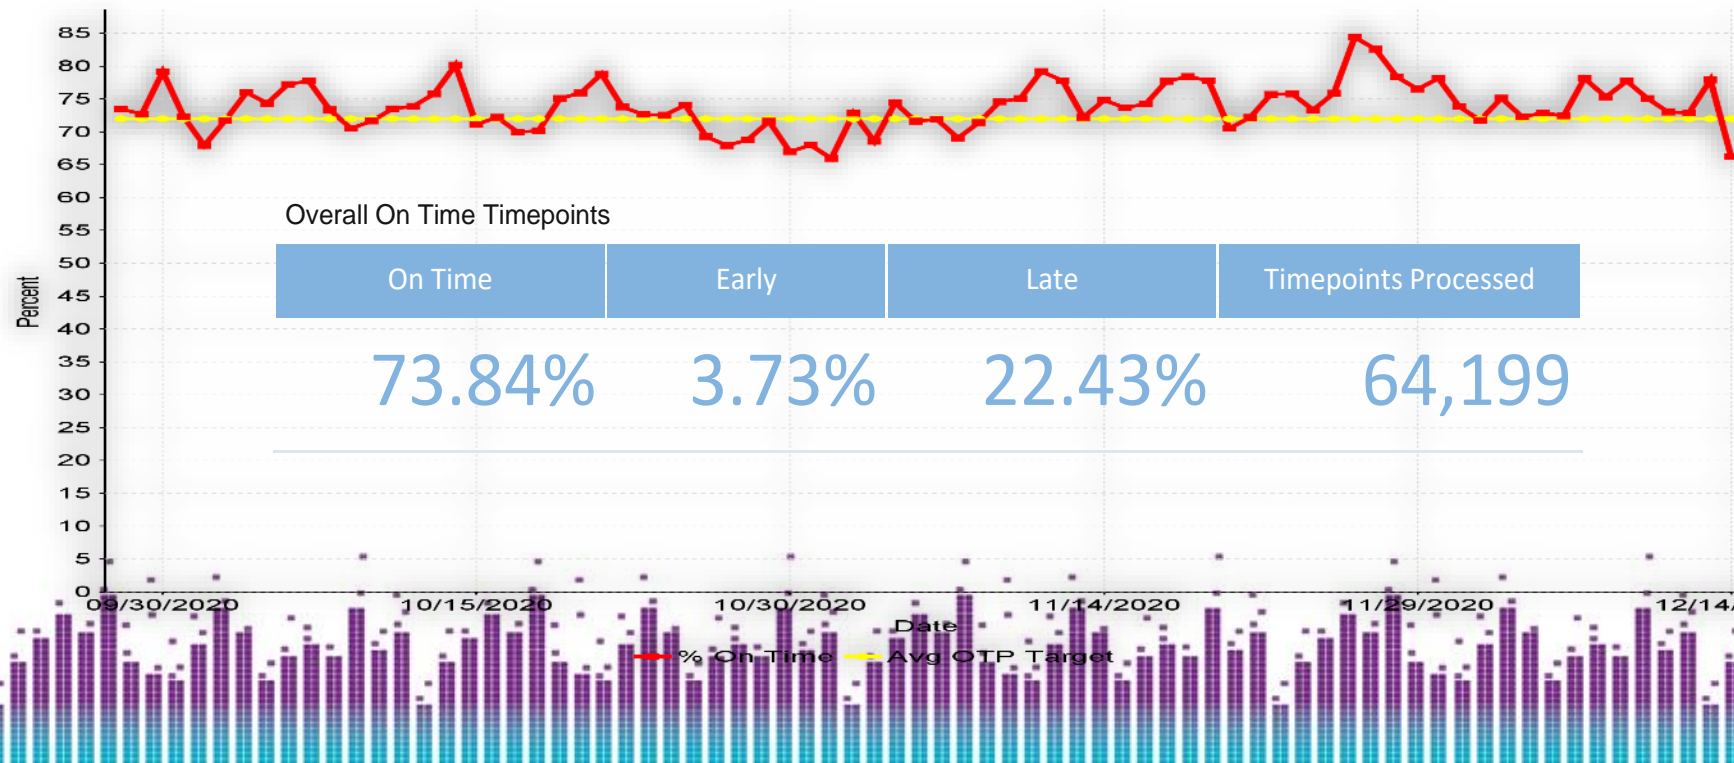 85
80
75
70
65
60
Overall On Time Timepoints
55
50
On Time Early Late Timepoints Processed
45
Percent
40
35
73.84% 3.73% 22.43% 64,199
30
25
20
15
10
5
0
09/30/2020 10/15/2020 10/30/2020 11/14/2020 11/29/2020 12/14/
Date
% On Time Avg OTP Target